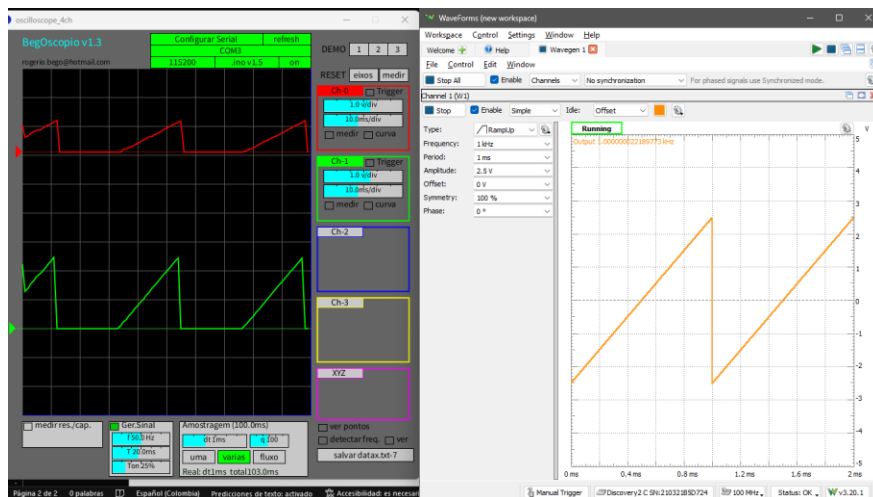 oscilloscope_4ch
BegOscopio v1.3
rogerio.bego@hotmail.com
Configurar Serial refresh
COM3
115200 .ino v1.5 on
DEMO 1 2 3
RESET eixos medir
Ch-0 Trigger
1.0 v/div
10.0ms/div
medir curva
Ch-1 Trigger
1.0 v/div
10.0ms/div
medir curva
Ch-2
Ch-3
XYZ
medir res./cap.
Ger.Sinal
f 50.0 Hz
T 20.0ms
Ton 25%
Amostragem (100.0ms)
dt 1ms q 100
uma varias fluxo
Real: dt1ms total103.0ms
ver pontos
detectar freq. ver
salvar datax.txt-7
Página 2 de 2 0 palabras Español (Colombia) Predicciones de texto: activado Accesibilidad: es necesari
WaveForms (new workspace)
Workspace Control Settings Window Help
Welcome Help Wavegen 1
File Control Edit Window
Stop All Enable Channels No synchronization For phased signals use Synchronized mode.
Channel 1 (W1)
Stop Enable Simple Idle: Offset
Type: RampUp
Frequency: 1 kHz
Period: 1 ms
Amplitude: 2.5 V
Offset: 0 V
Symmetry: 100 %
Phase: 0 °
Running
V
Output 1.000000022189773 kHz
5
4
3
2
1
0
-1
-2
-3
-4
-5
0 ms 0.4 ms 0.8 ms 1.2 ms 1.6 ms 2 ms
Manual Trigger Discovery2 C SN:210321B5D724 100 MHz Status: OK v3.20.1